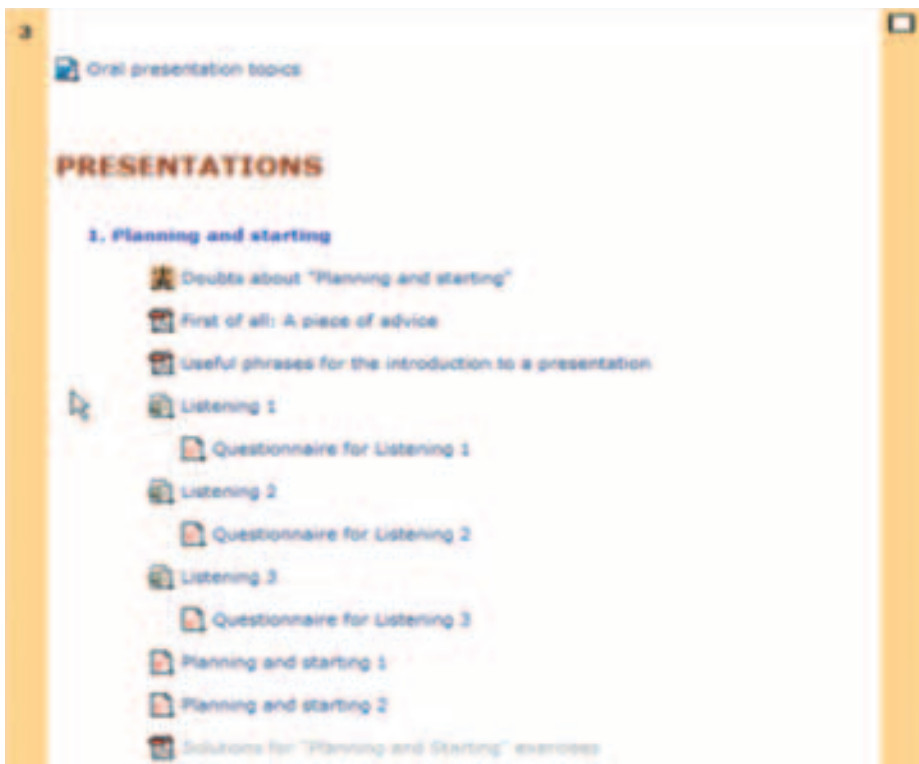 3
Oral presentation topics
PRESENTATIONS
1. Planning and starting
Doubts about "Planning and starting"
First of all: A piece of advice
Useful phrases for the introduction to a presentation
Listening 1
Questionnaire for Listening 1
Listening 2
Questionnaire for Listening 2
Listening 3
Questionnaire for Listening 3
Planning and starting 1
Planning and starting 2
Solutions for "Planning and Starting" exercises